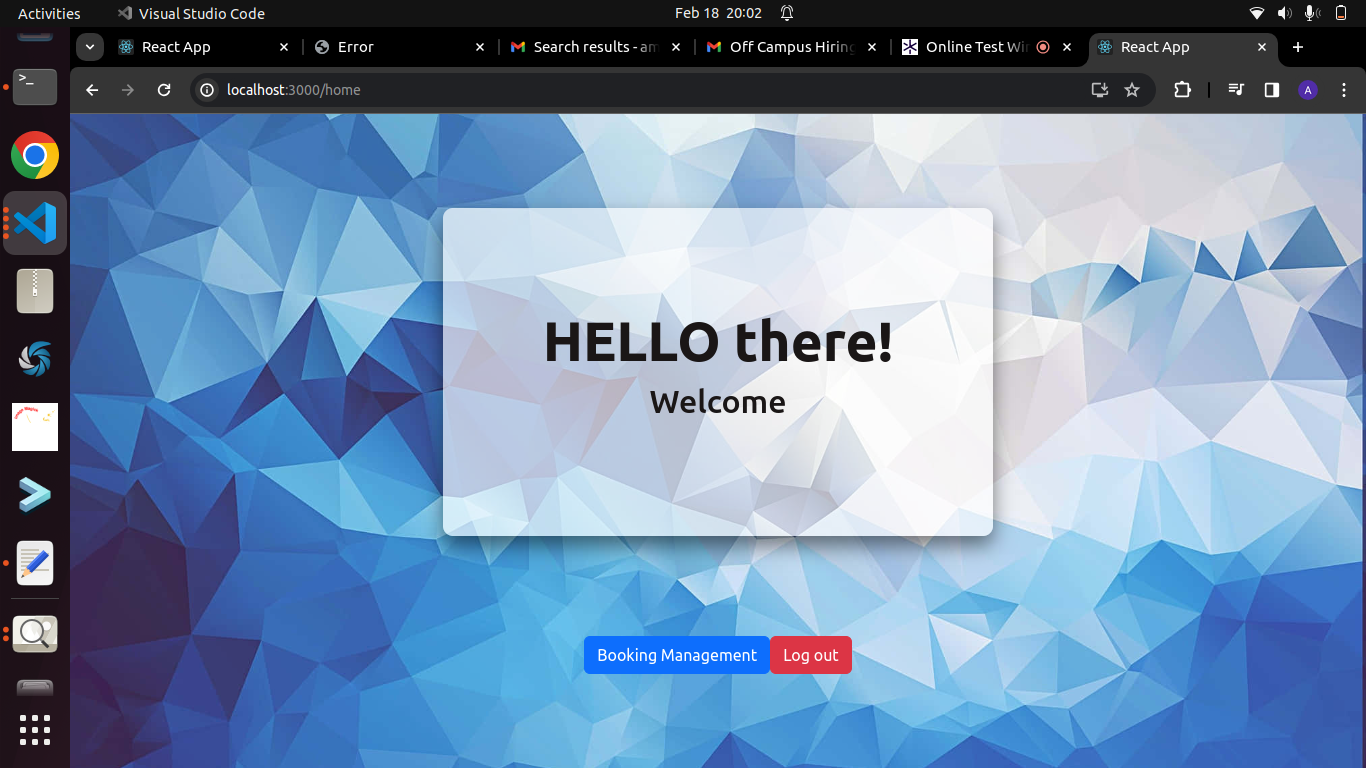 Activities Visual Studio Code Feb 18 20:02
React App Error Search results - am Off Campus Hiring Online Test Wi React App
localhost:3000/home A
>_
HELLO there!
Welcome
Booking Management Log out